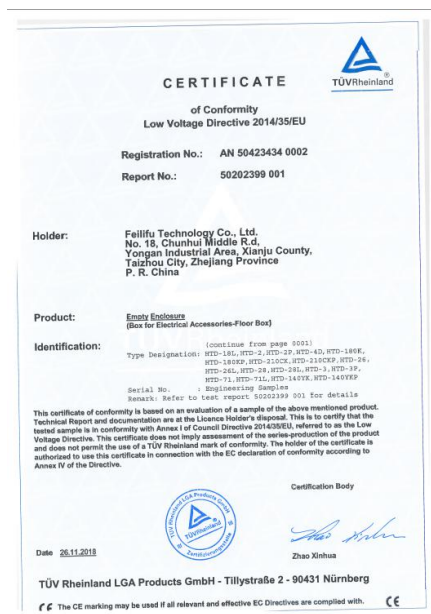 TÜVRheinland
CERTIFICATE
of Conformity
Low Voltage Directive 2014/35/EU
Registration No.: AN 50423434 0002
Report No.: 50202399 001
Holder: Feilifu Technology Co., Ltd.
No. 18, Chunhui Middle R.d,
Yongan Industrial Area, Xianju County,
Taizhou City, Zhejiang Province
P. R. China
Product: Empty Enclosure
(Box for Electrical Accessories-Floor Box)
Identification: (continue from page 0001)
Type Designation: HTD-18L,HTD-2,HTD-2P,HTD-4D,HTD-180K,
HTD-180KP,HTD-210CK,HTD-210CKP,HTD-26,
HTD-26L,HTD-28,HTD-28L,HTD-3,HTD-3P,
HTD-71,HTD-71L,HTD-140YK,HTD-140YKP
Serial No. : Engineering Samples
Remark: Refer to test report 50202399 001 for details
This certificate of conformity is based on an evaluation of a sample of the above mentioned product.
Technical Report and documentation are at the Licence Holder's disposal. This is to certify that the
tested sample is in conformity with Annex I of Council Directive 2014/35/EU, referred to as the Low
Voltage Directive. This certificate does not imply assessment of the series-production of the product
and does not permit the use of a TÜV Rheinland mark of conformity. The holder of the certificate is
authorized to use this certificate in connection with the EC declaration of conformity according to
Annex IV of the Directive.
Certification Body
TÜV Rheinland LGA Products GmbH
TÜVRheinland
Zertifizierungsstelle
Date 26.11.2018
Zhao Xinhua
TÜV Rheinland LGA Products GmbH - Tillystraße 2 - 90431 Nürnberg
CE The CE marking may be used if all relevant and effective EC Directives are complied with. CE